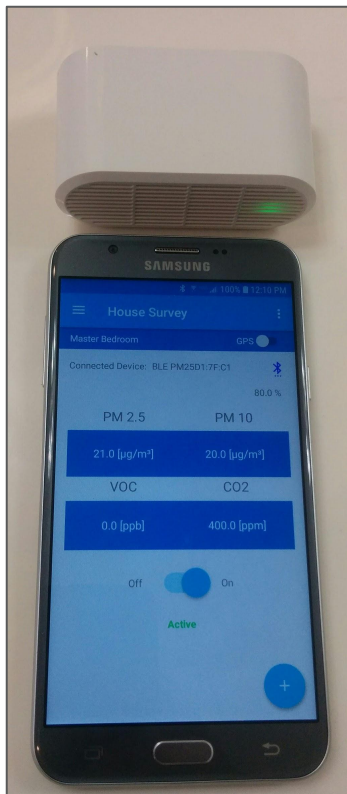 SAMSUNG
100% 12:10 PM
House Survey
Master Bedroom GPS
Connected Device: BLE PM25D1:7F:C1
80.0 %
PM 2.5 PM 10
21.0 [µg/m³] 20.0 [µg/m³]
VOC CO2
0.0 [ppb] 400.0 [ppm]
Off On
Active
+